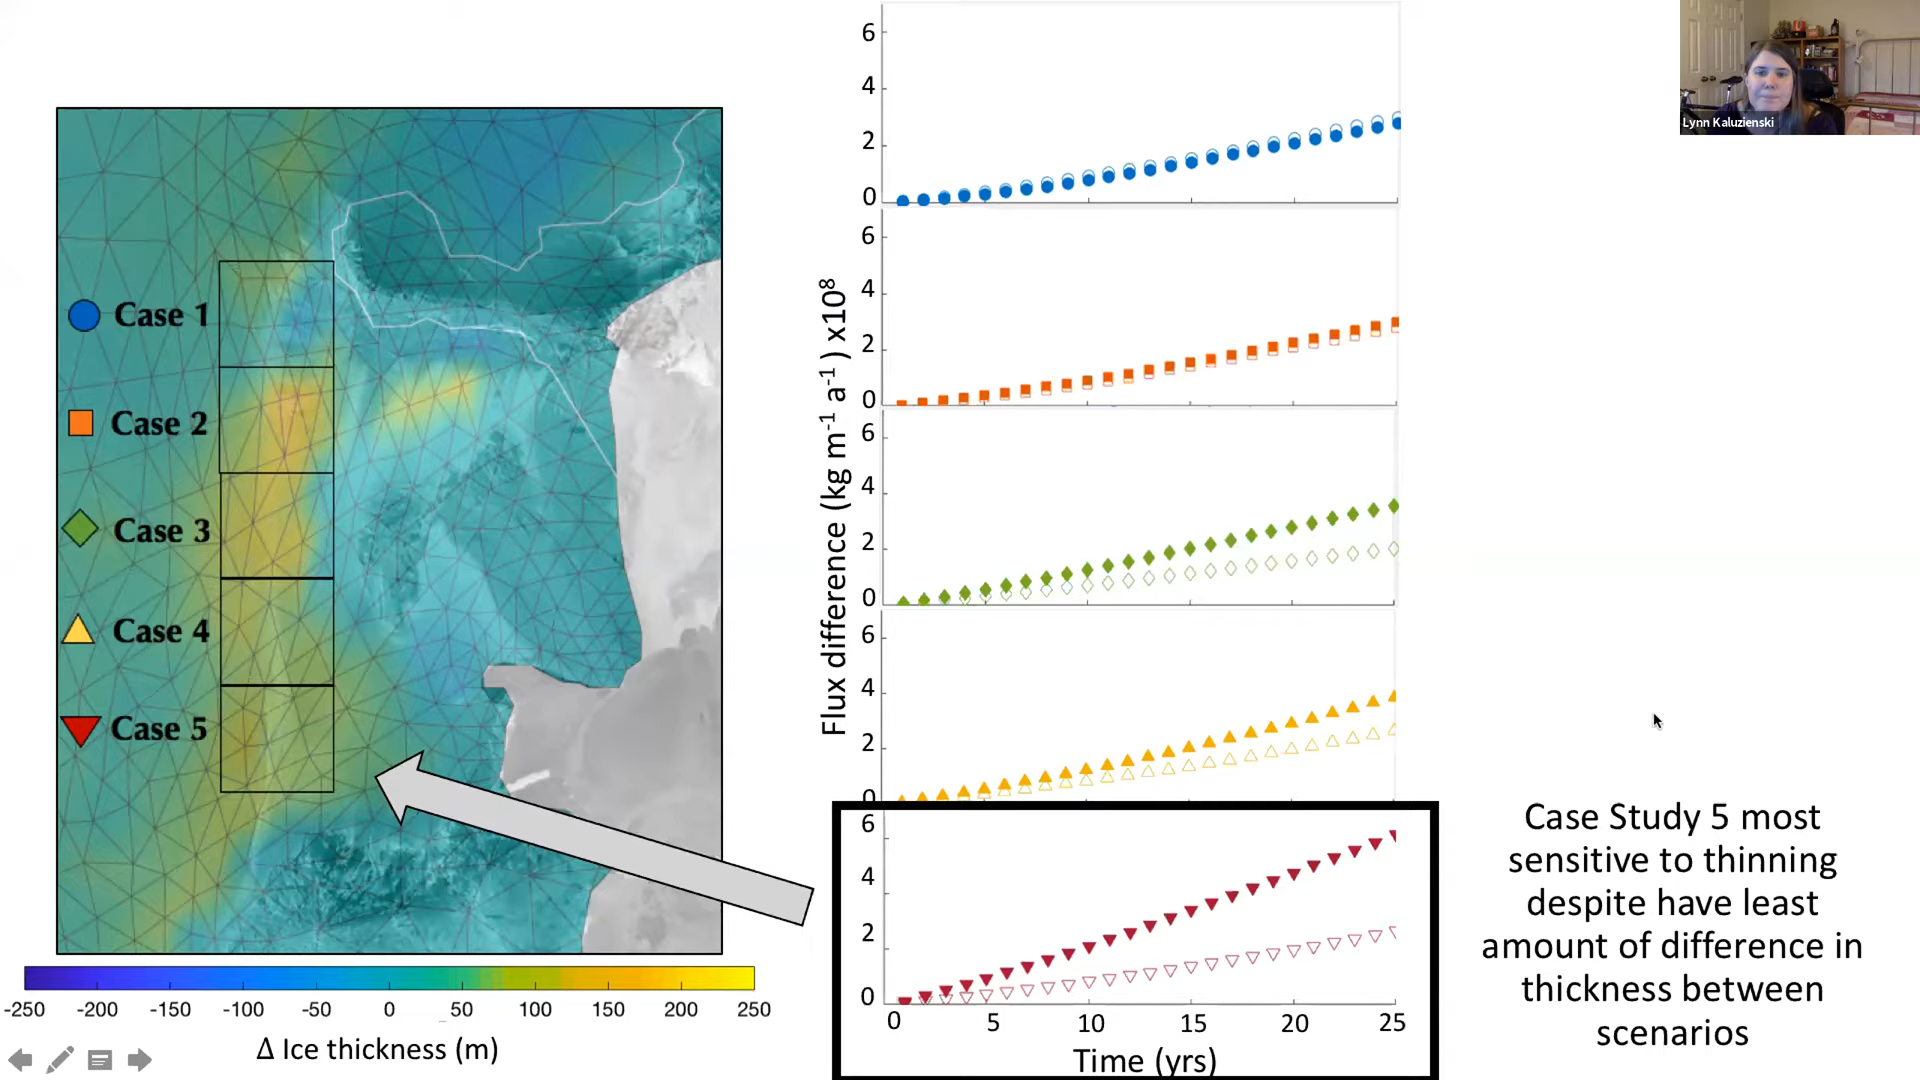 Lynn Kaluzienski
Case 1
Case 2
Case 3
Case 4
Case 5
-250 -200 -150 -100 -50 0 50 100 150 200 250
Δ Ice thickness (m)
Flux difference (kg m⁻¹ a⁻¹) x10⁸
6
4
2
0
6
4
2
0
6
4
2
0
6
4
2
0
6
4
2
0
0 5 10 15 20 25
Time (yrs)
Case Study 5 most
sensitive to thinning
despite have least
amount of difference in
thickness between
scenarios